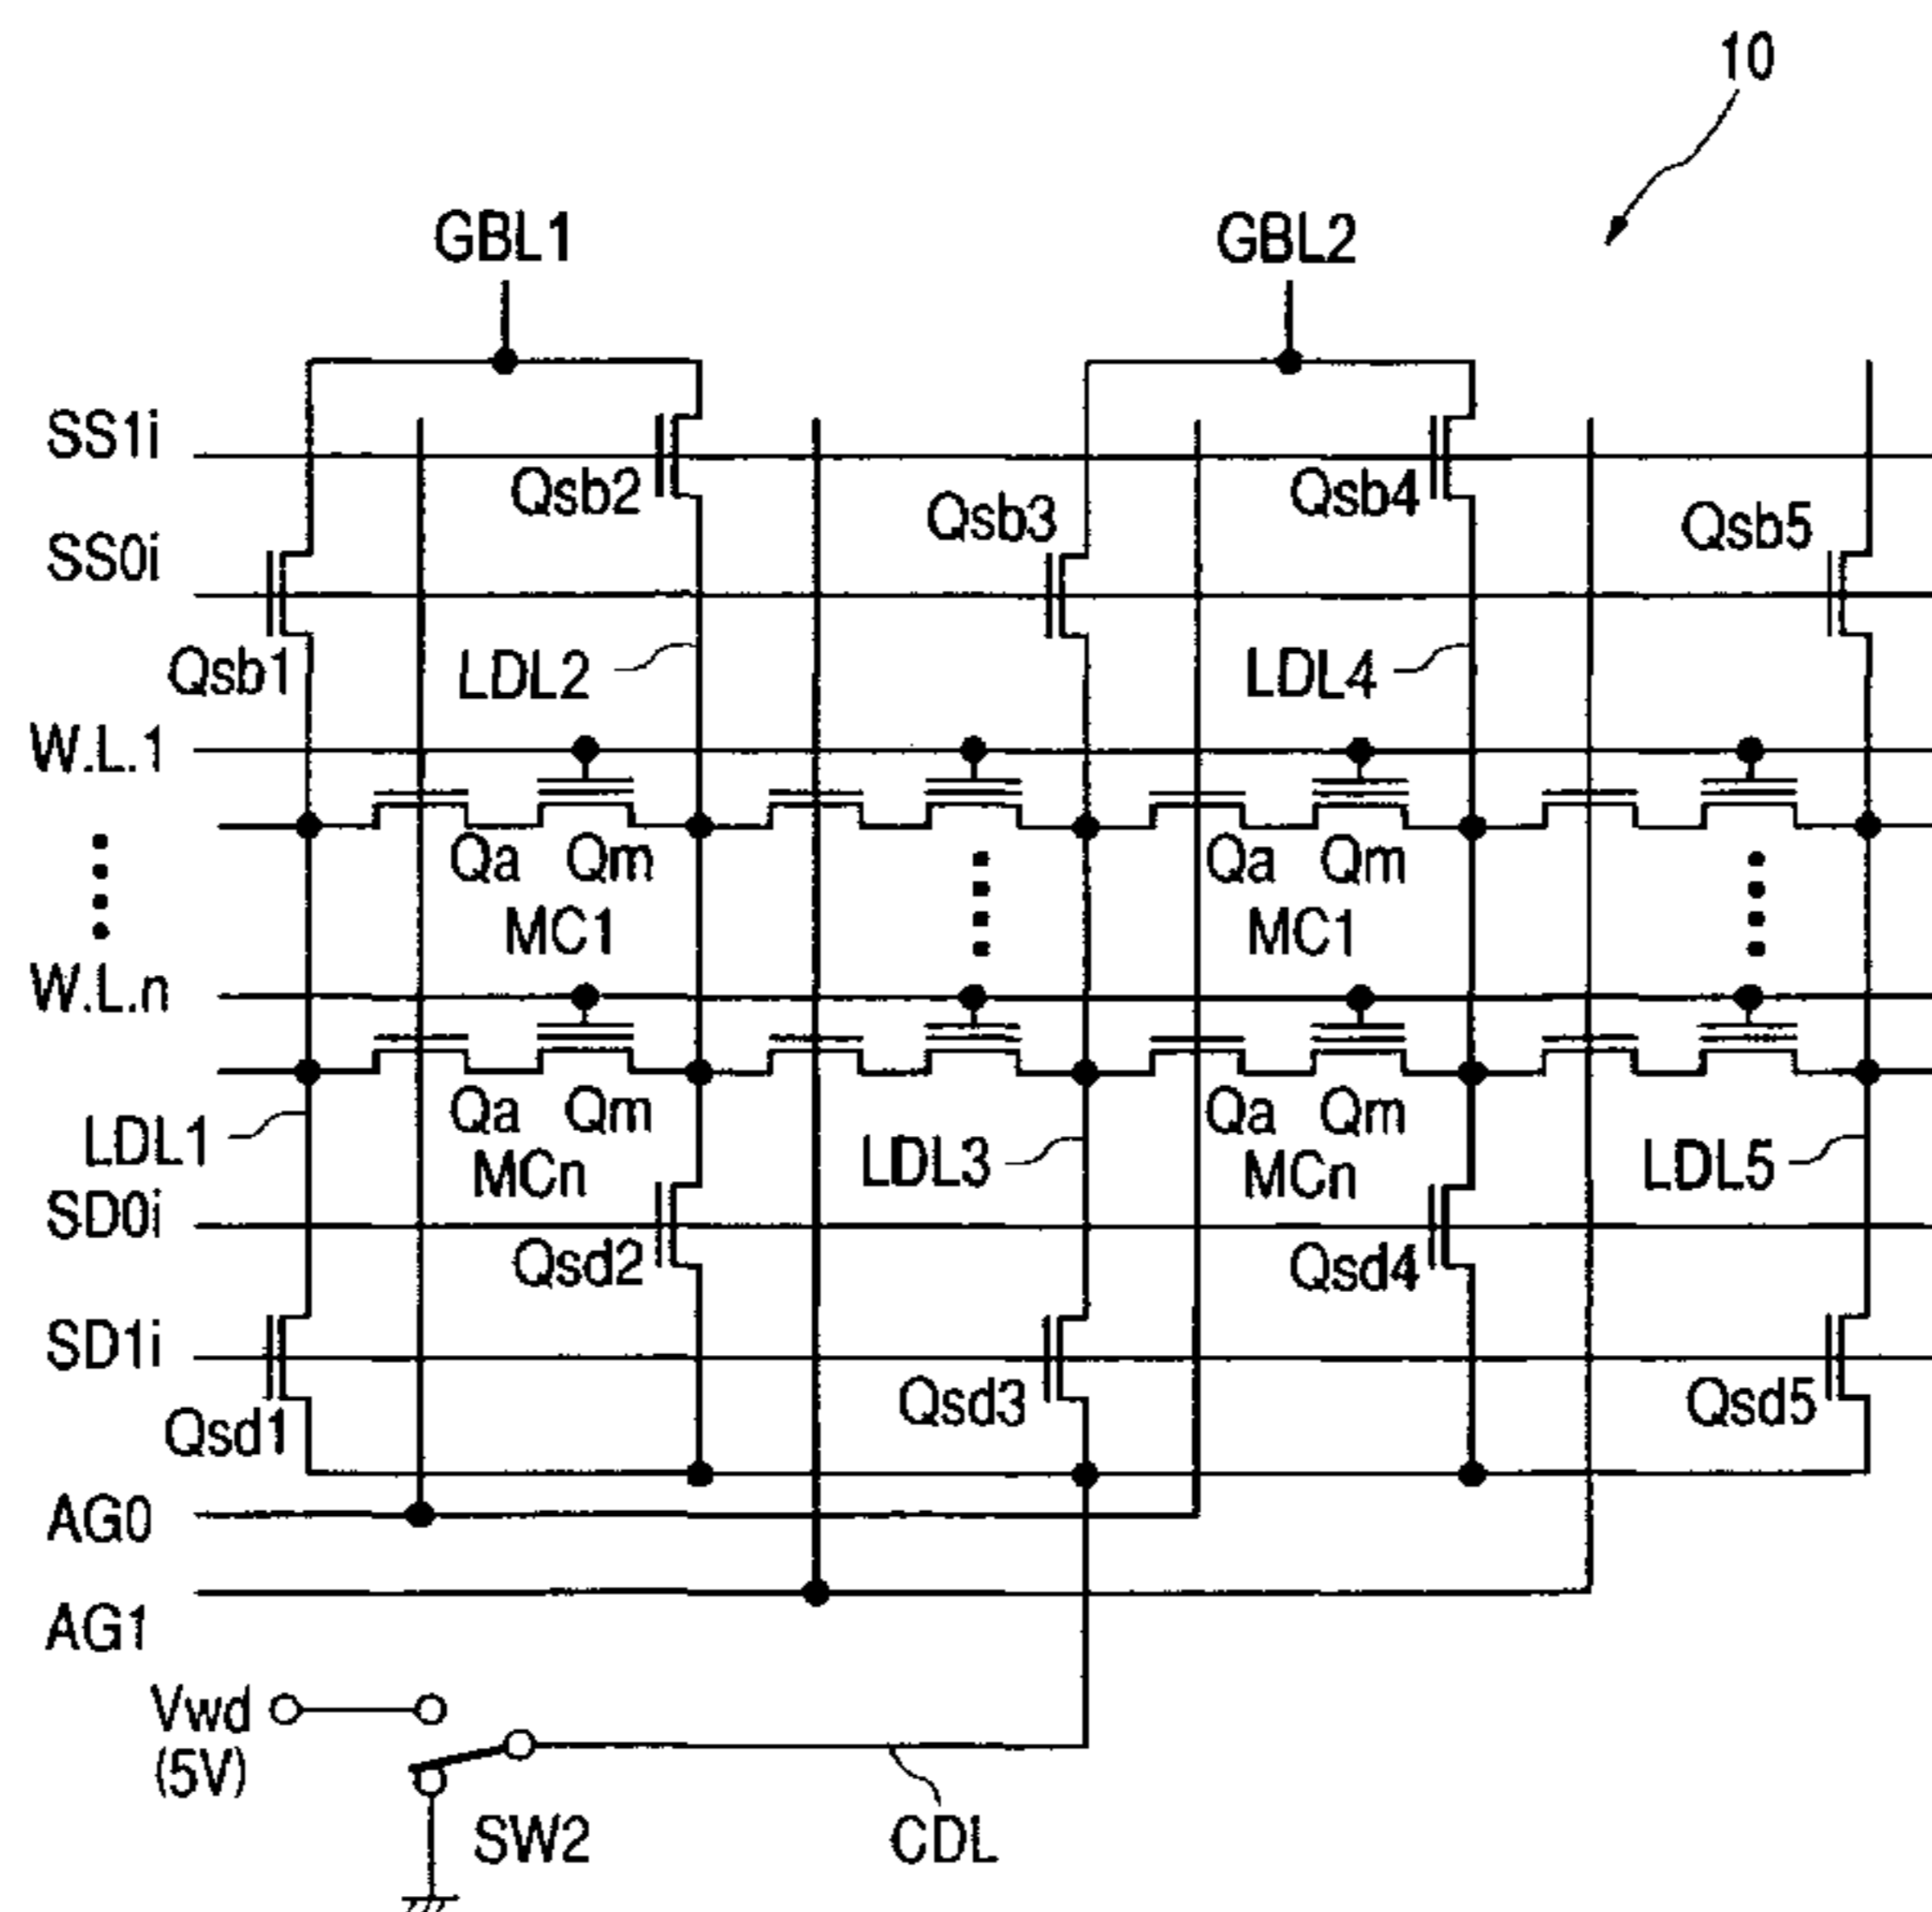 10
GBL1 GBL2
SS1i
Qsb2 Qsb4
Qsb3 Qsb5
SS0i
Qsb1 LDL2 LDL4
W.L.1
Qa Qm Qa Qm
MC1 MC1
W.L.n
Qa Qm Qa Qm
LDL1 LDL3 LDL5
MCn MCn
SD0i
Qsd2 Qsd4
SD1i
Qsd1 Qsd3 Qsd5
AG0
AG1
Vwd
(5V)
SW2 CDL